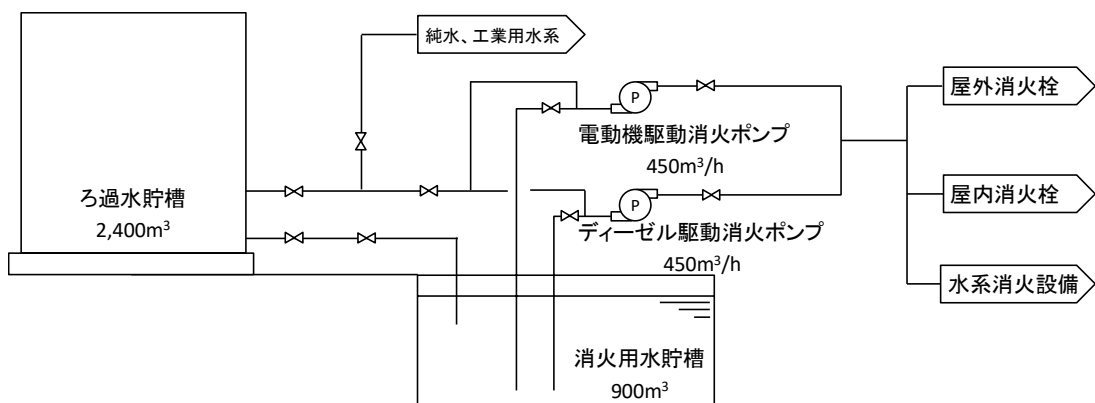 純水、工業用水系
P
屋外消火栓
電動機駆動消火ポンプ
450m³/h
ろ過水貯槽
2,400m³
P
屋内消火栓
ディーゼル駆動消火ポンプ
450m³/h
水系消火設備
消火用水貯槽
900m³